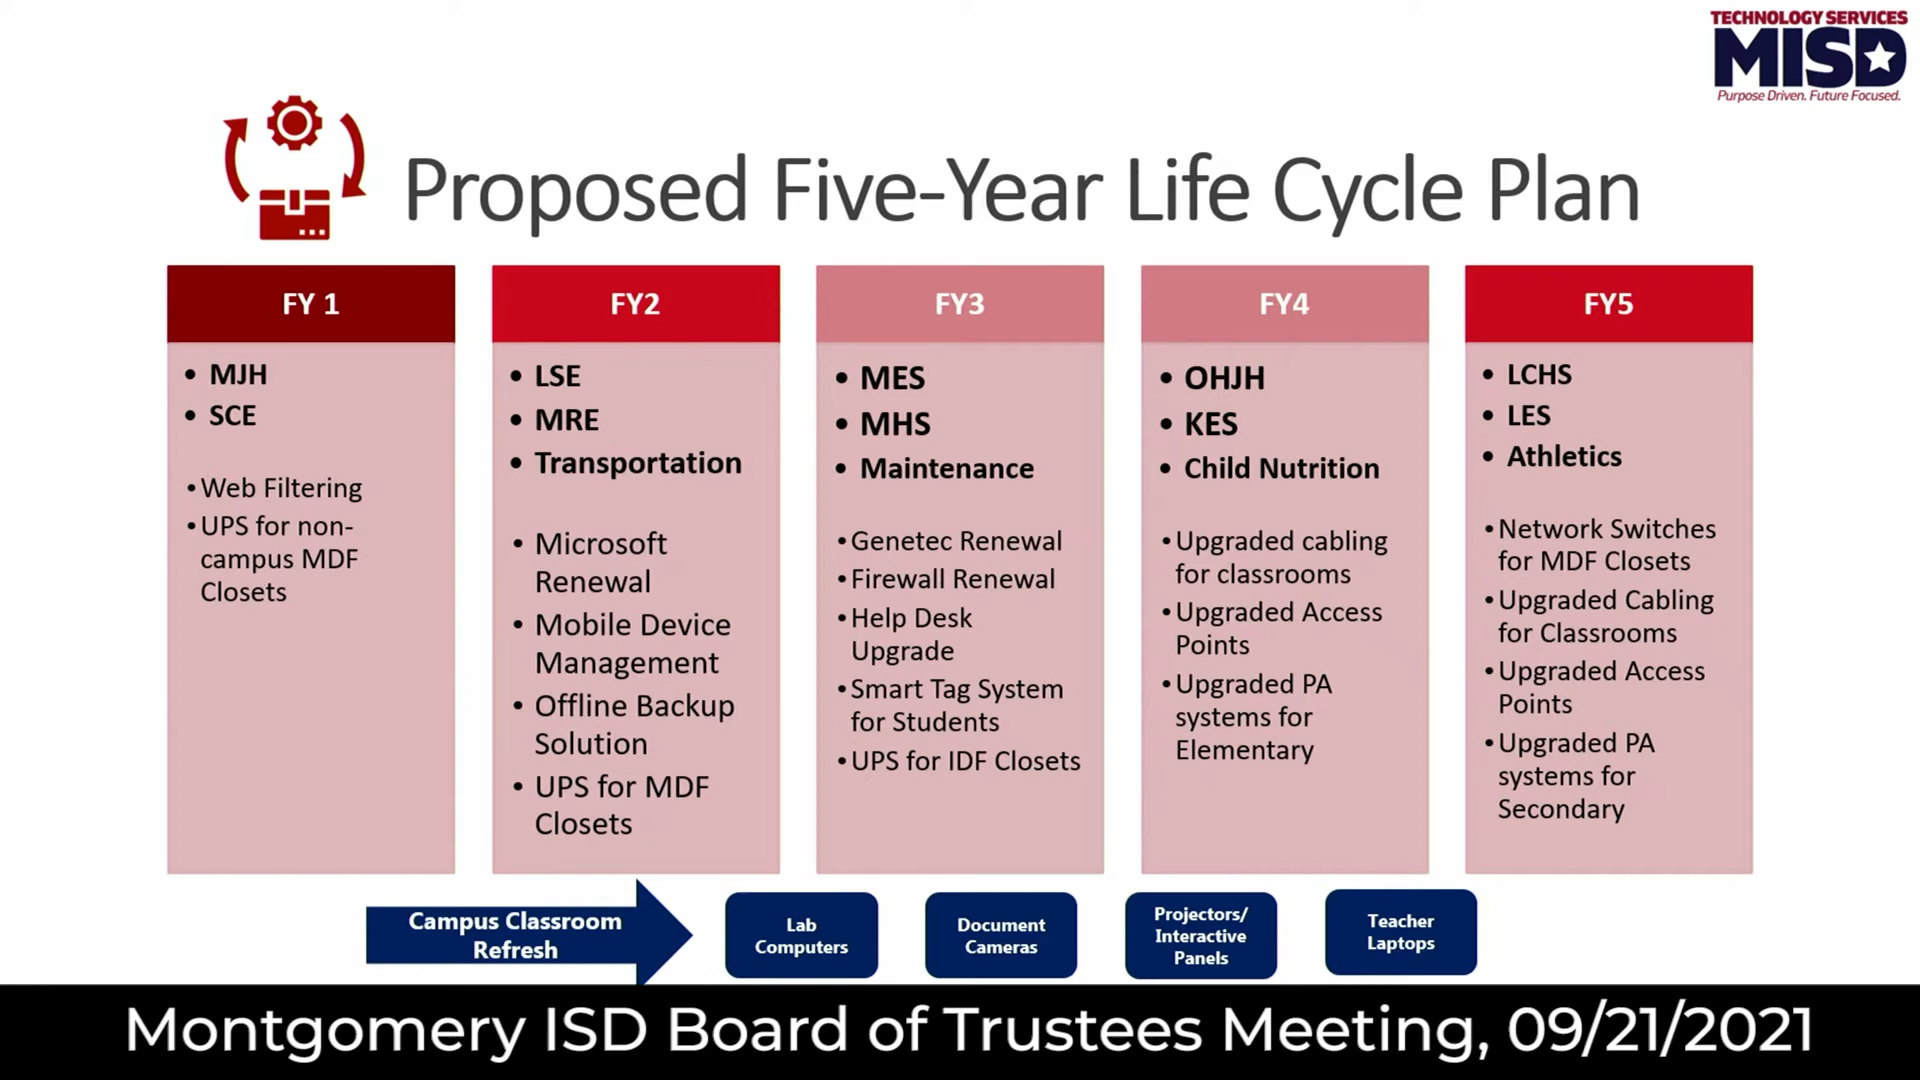 TECHNOLOGY SERVICES
MISD
Purpose Driven. Future Focused.
Proposed Five-Year Life Cycle Plan
FY 1
• MJH
• SCE
• Web Filtering
• UPS for non-
campus MDF
Closets
FY2
• LSE
• MRE
• Transportation
• Microsoft
Renewal
• Mobile Device
Management
• Offline Backup
Solution
• UPS for MDF
Closets
FY3
• MES
• MHS
• Maintenance
• Genetec Renewal
• Firewall Renewal
• Help Desk
Upgrade
• Smart Tag System
for Students
• UPS for IDF Closets
FY4
• OHJH
• KES
• Child Nutrition
• Upgraded cabling
for classrooms
• Upgraded Access
Points
• Upgraded PA
systems for
Elementary
FY5
• LCHS
• LES
• Athletics
• Network Switches
for MDF Closets
• Upgraded Cabling
for Classrooms
• Upgraded Access
Points
• Upgraded PA
systems for
Secondary
Campus Classroom
Refresh
Lab
Computers
Document
Cameras
Projectors/
Interactive
Panels
Teacher
Laptops
Montgomery ISD Board of Trustees Meeting, 09/21/2021